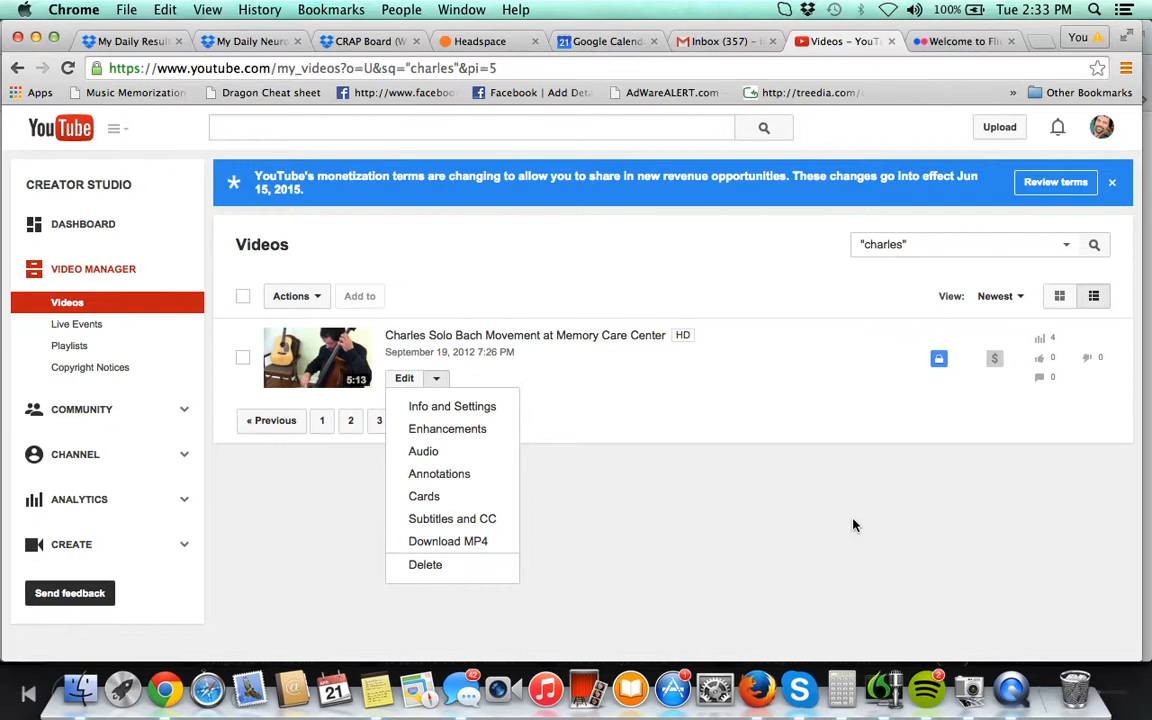 Chrome File Edit View History Bookmarks People Window Help 100% Tue 2:33 PM
My Daily Resul × My Daily Neuro × CRAP Board (W × Headspace × Google Calend × Inbox (357) – × Videos – YouT × Welcome to Fli × You
https://www.youtube.com/my_videos?o=U&sq="charles"&pi=5
Apps Music Memorization Dragon Cheat sheet http://www.facebo Facebook | Add Deta AdWareALERT.com http://treedia.com/ » Other Bookmarks
YouTube Upload
CREATOR STUDIO
DASHBOARD
VIDEO MANAGER
Videos
Live Events
Playlists
Copyright Notices
COMMUNITY
CHANNEL
ANALYTICS
CREATE
Send feedback
YouTube's monetization terms are changing to allow you to share in new revenue opportunities. These changes go into effect Jun
15, 2015.
Review terms ×
Videos "charles"
Actions Add to View: Newest
5:13
Charles Solo Bach Movement at Memory Care Center HD
September 19, 2012 7:26 PM
Edit
$ 4
0 0
0
« Previous 1 2 3
Info and Settings
Enhancements
Audio
Annotations
Cards
Subtitles and CC
Download MP4
Delete
21
42
1
2